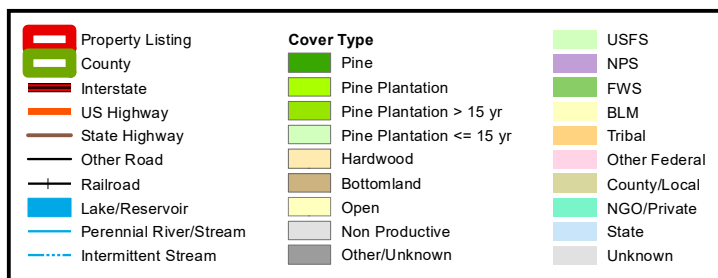 Property Listing
County
Interstate
US Highway
State Highway
Other Road
Railroad
Lake/Reservoir
Perennial River/Stream
Intermittent Stream
Cover Type
Pine
Pine Plantation
Pine Plantation > 15 yr
Pine Plantation <= 15 yr
Hardwood
Bottomland
Open
Non Productive
Other/Unknown
USFS
NPS
FWS
BLM
Tribal
Other Federal
County/Local
NGO/Private
State
Unknown